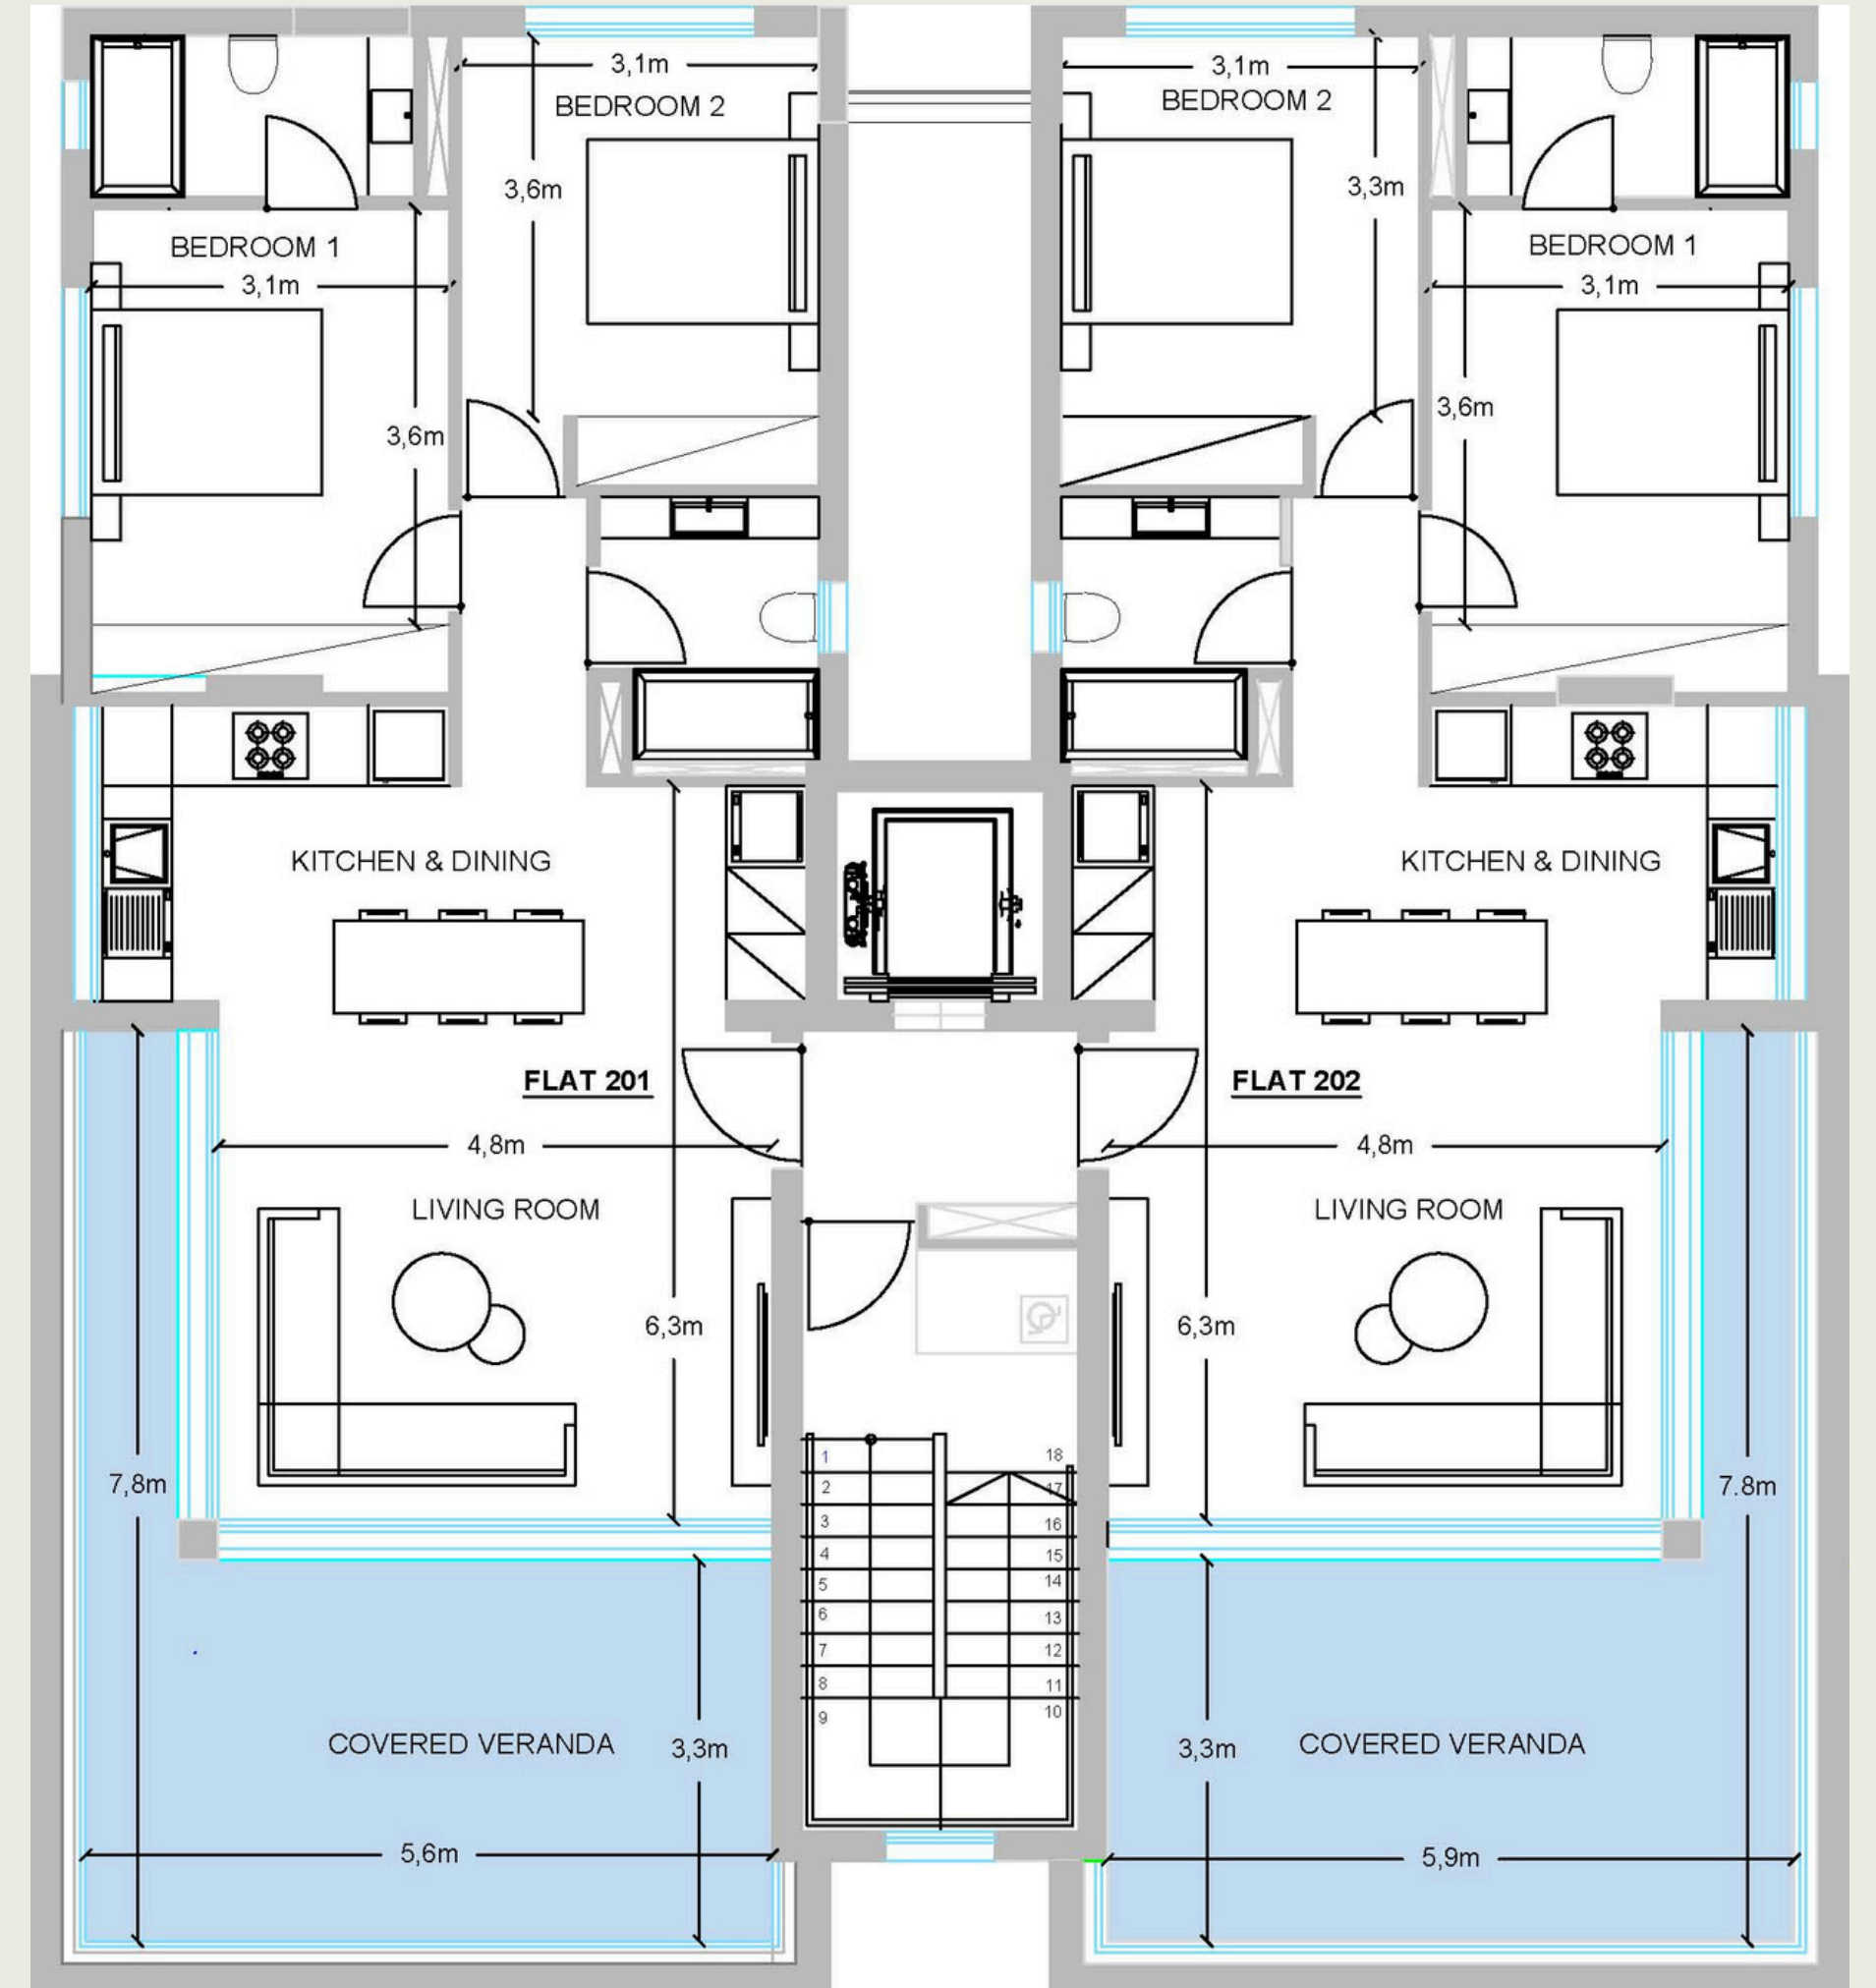 3,1m
BEDROOM 2
3,6m
BEDROOM 1
3,1m
3,6m
3,1m
BEDROOM 2
3,3m
BEDROOM 1
3,1m
3,6m
KITCHEN & DINING
KITCHEN & DINING
FLAT 201
FLAT 202
4,8m
4,8m
LIVING ROOM
LIVING ROOM
6,3m
6,3m
7,8m
7.8m
1
2
3
4
5
6
7
8
9
18
17
16
15
14
13
12
11
10
COVERED VERANDA
3,3m
3,3m
COVERED VERANDA
5,6m
5,9m